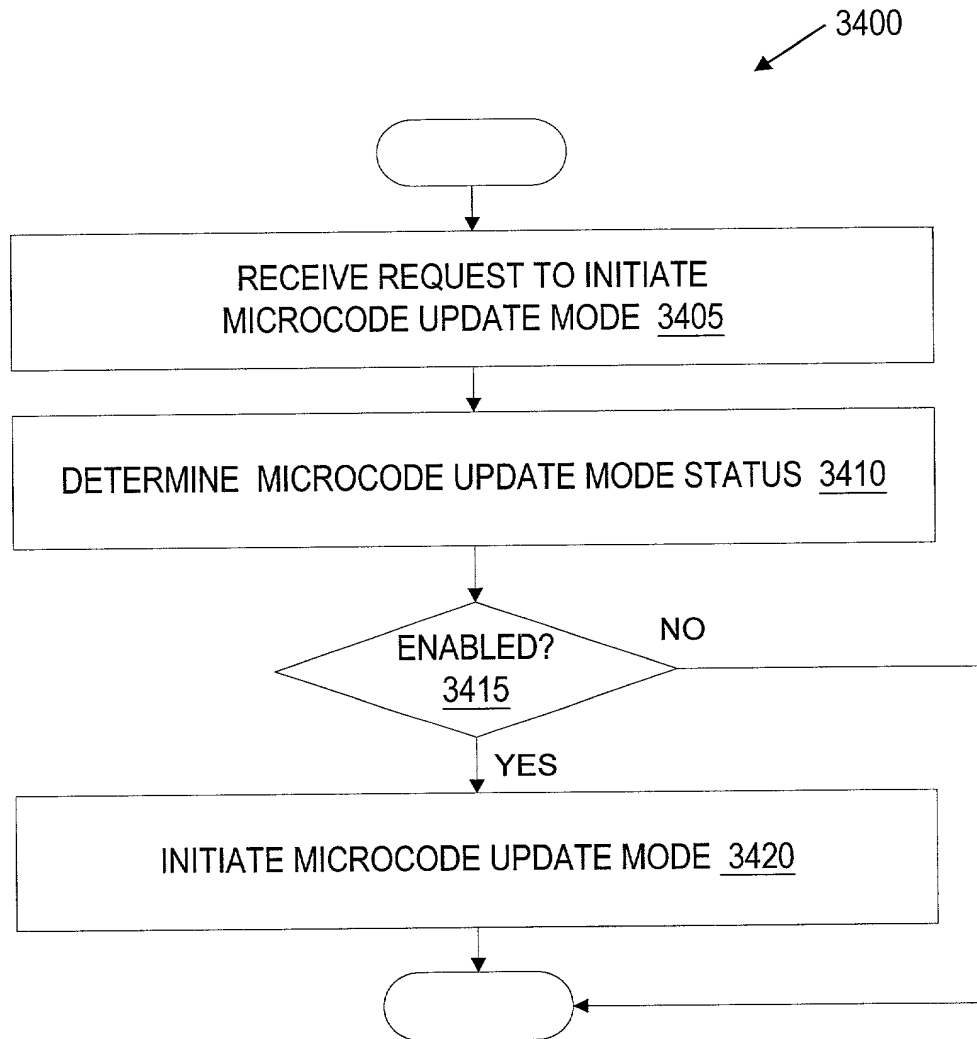 3400
RECEIVE REQUEST TO INITIATE
MICROCODE UPDATE MODE 3405
DETERMINE MICROCODE UPDATE MODE STATUS 3410
ENABLED?
3415
NO
YES
INITIATE MICROCODE UPDATE MODE 3420